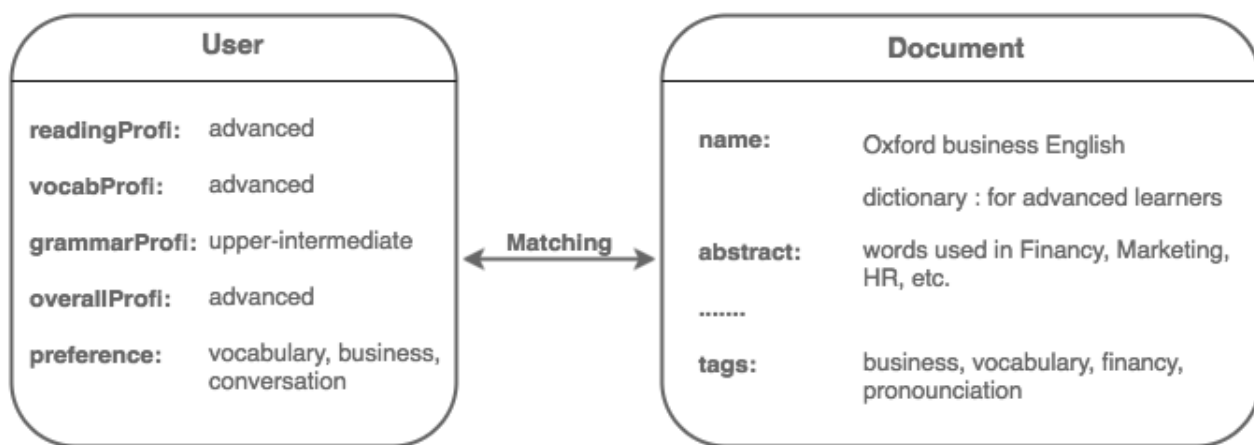 User
readingProfi: advanced
vocabProfi: advanced
grammarProfi: upper-intermediate
overallProfi: advanced
preference: vocabulary, business,
conversation
Matching
Document
name: Oxford business English
dictionary : for advanced learners
abstract: words used in Financy, Marketing,
HR, etc.
.......
tags: business, vocabulary, financy,
pronounciation